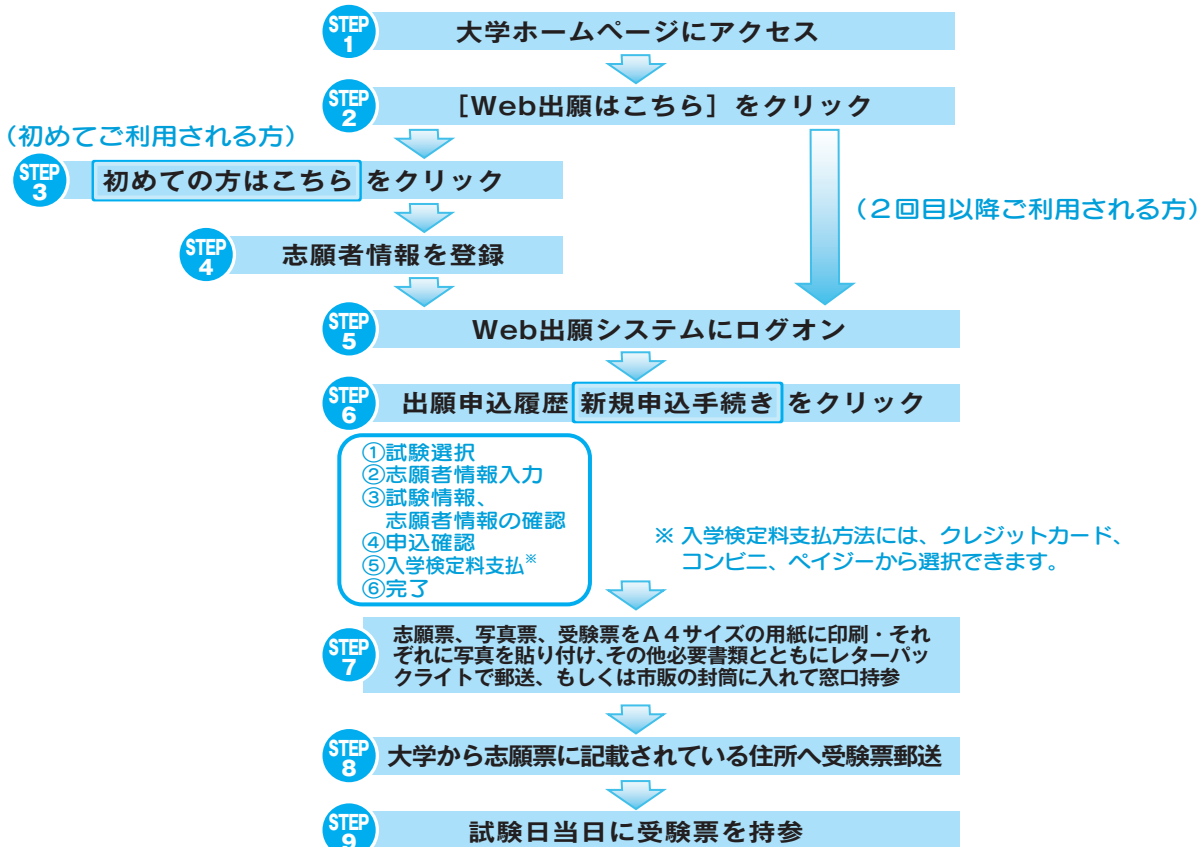 STEP 1 大学ホームページにアクセス
STEP 2 [Web出願はこちら] をクリック
(初めてご利用される方)
STEP 3 初めての方はこちら をクリック
(2回目以降ご利用される方)
STEP 4 志願者情報を登録
STEP 5 Web出願システムにログオン
STEP 6 出願申込履歴 新規申込手続き をクリック
①試験選択
②志願者情報入力
③試験情報、
志願者情報の確認
④申込確認
⑤入学検定料支払※
⑥完了
※ 入学検定料支払方法には、クレジットカード、
コンビニ、ペイジーから選択できます。
STEP 7 志願票、写真票、受験票をA4サイズの用紙に印刷・それ
ぞれに写真を貼り付け、その他必要書類とともにレターパッ
クライトで郵送、もしくは市販の封筒に入れて窓口持参
STEP 8 大学から志願票に記載されている住所へ受験票郵送
STEP 9 試験日当日に受験票を持参